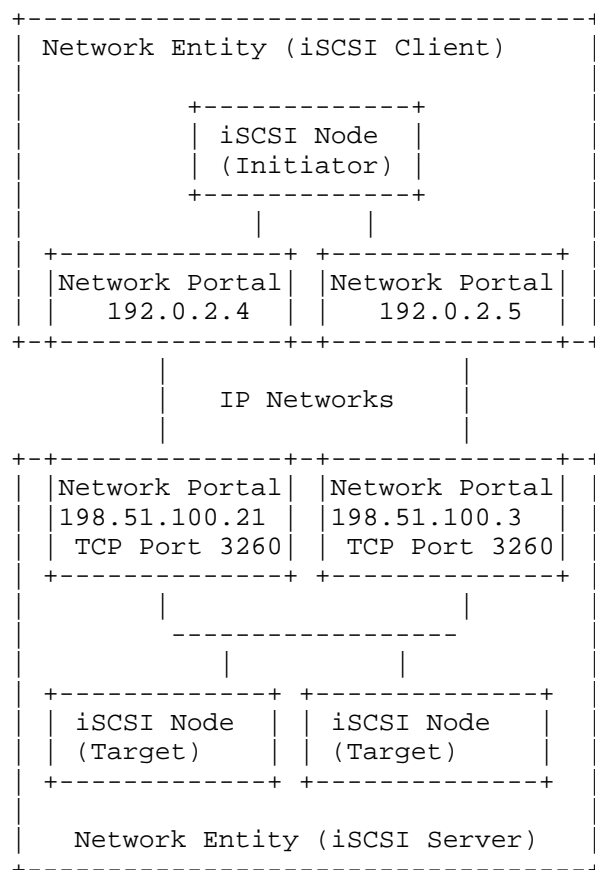 Network Entity (iSCSI Client)
iSCSI Node
(Initiator)
Network Portal Network Portal
192.0.2.4 192.0.2.5
IP Networks
Network Portal Network Portal
198.51.100.21 198.51.100.3
TCP Port 3260 TCP Port 3260
iSCSI Node iSCSI Node
(Target) (Target)
Network Entity (iSCSI Server)